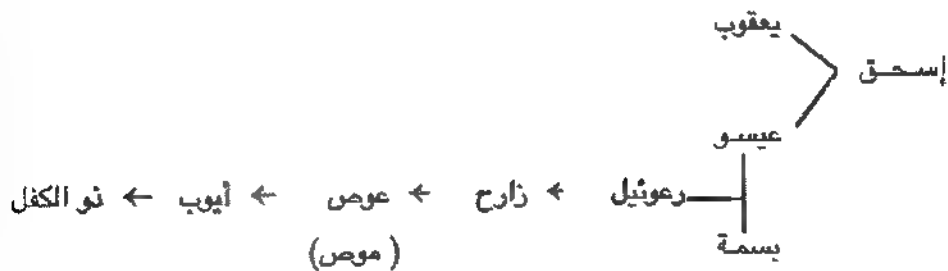 يعقوب
إسحق
عيسو
رعوئيل ← زارح ← عوص ← أيوب ← ذو الكفل
(موص)
بسمة